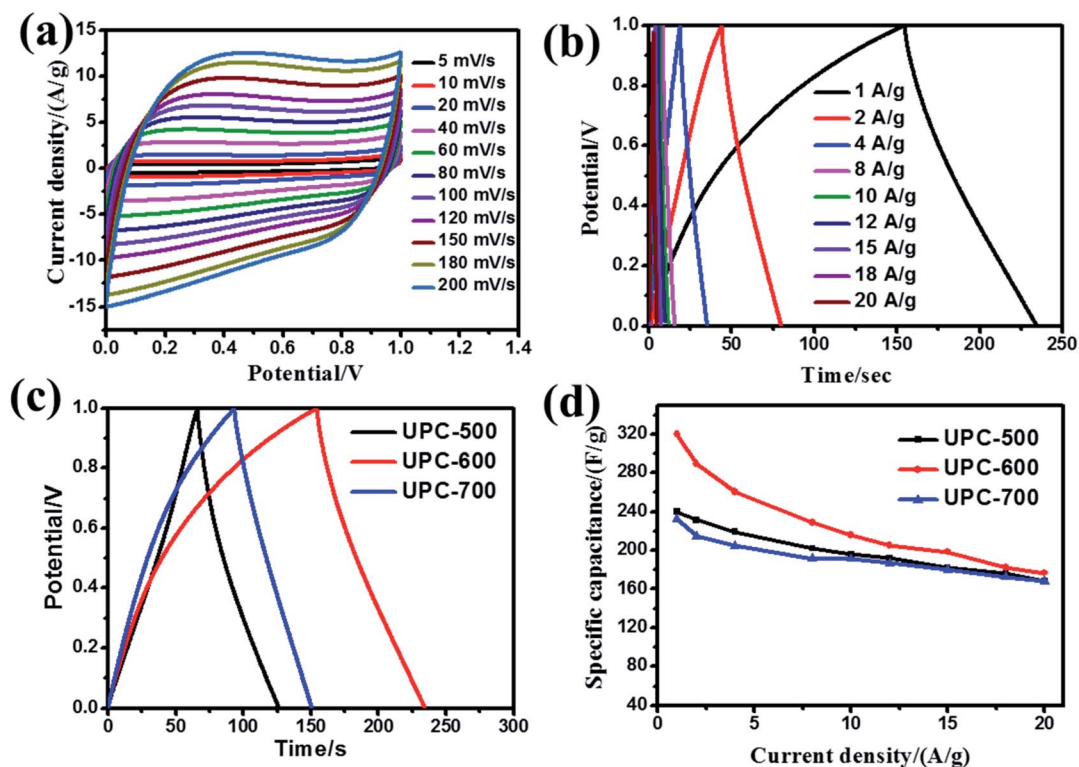 (a)
Current density/(A/g)
15
10
5
0
-5
-10
-15
0.0 0.2 0.4 0.6 0.8 1.0 1.2 1.4
Potential/V
5 mV/s
10 mV/s
20 mV/s
40 mV/s
60 mV/s
80 mV/s
100 mV/s
120 mV/s
150 mV/s
180 mV/s
200 mV/s
(b)
Potential/V
1.0
0.8
0.6
0.4
0.2
0.0
0 50 100 150 200 250
Time/sec
1 A/g
2 A/g
4 A/g
8 A/g
10 A/g
12 A/g
15 A/g
18 A/g
20 A/g
(c)
Potential/V
1.0
0.8
0.6
0.4
0.2
0.0
0 50 100 150 200 250 300
Time/s
UPC-500
UPC-600
UPC-700
(d)
Specific capacitance/(F/g)
320
280
240
200
160
120
80
40
0 5 10 15 20
Current density/(A/g)
UPC-500
UPC-600
UPC-700